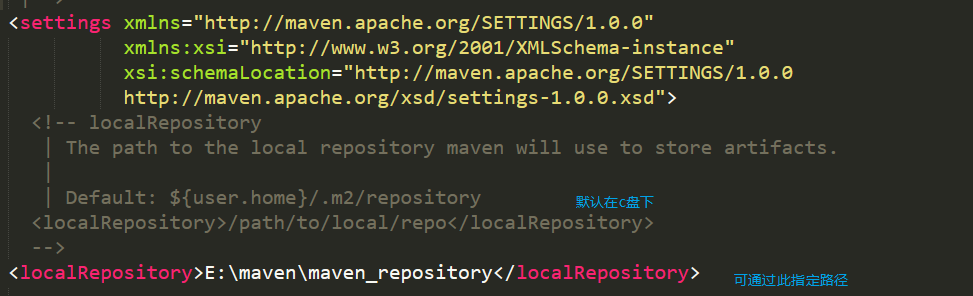 <settings xmlns="http://maven.apache.org/SETTINGS/1.0.0"
xmlns:xsi="http://www.w3.org/2001/XMLSchema-instance"
xsi:schemaLocation="http://maven.apache.org/SETTINGS/1.0.0
http://maven.apache.org/xsd/settings-1.0.0.xsd">
<!-- localRepository
| The path to the local repository maven will use to store artifacts.
|
| Default: ${user.home}/.m2/repository 默认在c盘下
<localRepository>/path/to/local/repo</localRepository>
-->
<localRepository>E:\maven\maven_repository</localRepository> 可通过此指定路径